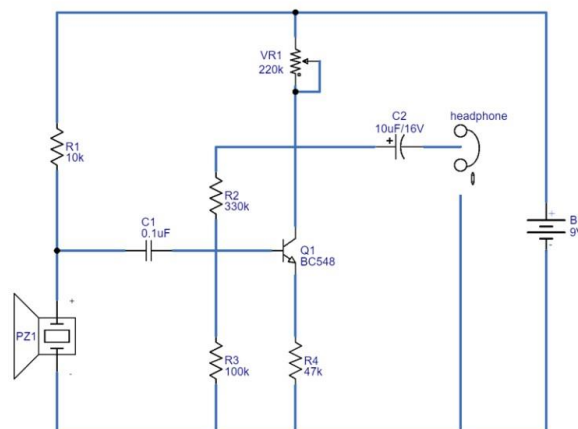 VR1
220k
C2
10uF/16V
headphone
+
R1
10k
R2
330k
C1
0.1uF
Q1
BC548
B
9V
+
-
+
PZ1
-
R3
100k
R4
47k